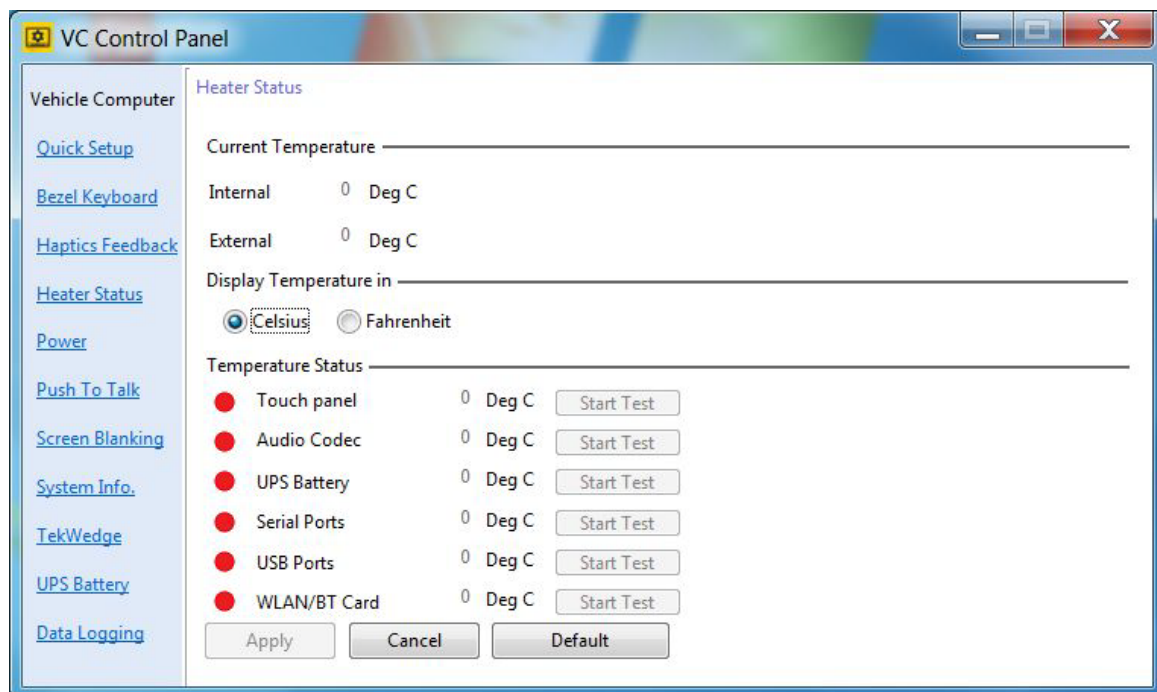 VC Control Panel
Vehicle Computer
Quick Setup
Bezel Keyboard
Haptics Feedback
Heater Status
Power
Push To Talk
Screen Blanking
System Info.
TekWedge
UPS Battery
Data Logging
Heater Status
Current Temperature
Internal 0 Deg C
External 0 Deg C
Display Temperature in
Celsius Fahrenheit
Temperature Status
Touch panel 0 Deg C Start Test
Audio Codec 0 Deg C Start Test
UPS Battery 0 Deg C Start Test
Serial Ports 0 Deg C Start Test
USB Ports 0 Deg C Start Test
WLAN/BT Card 0 Deg C Start Test
Apply Cancel Default